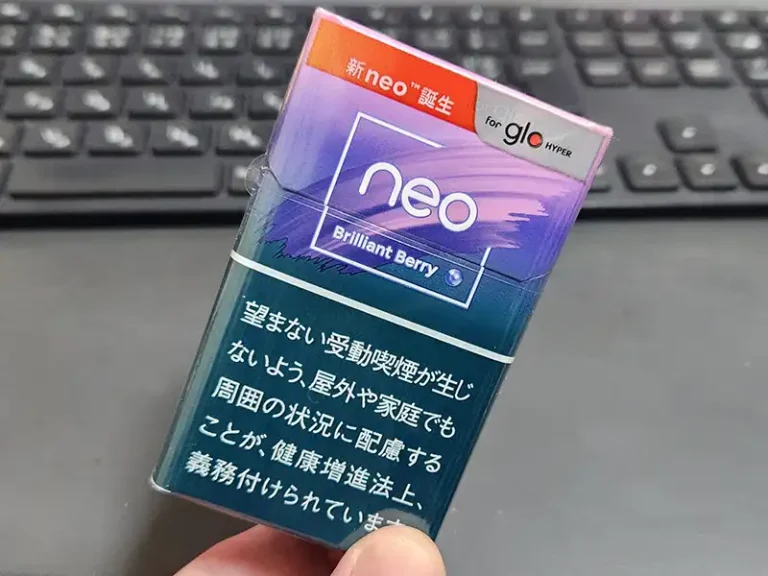 新neo™誕生
for glo HYPER
neo
Brilliant Berry
望まない受動喫煙が生じ
ないよう、屋外や家庭でも
周囲の状況に配慮する
ことが、健康増進法上、
義務付けられています